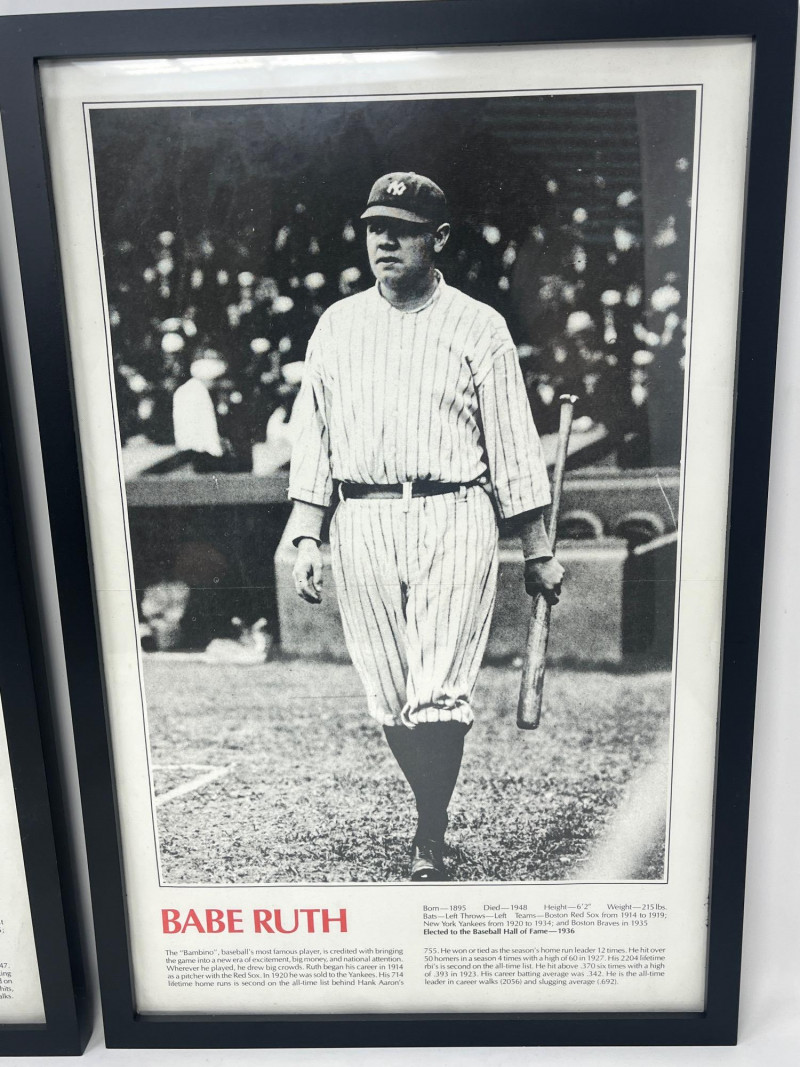 NY
BABE RUTH
Born—1895 Died—1948 Height—6'2" Weight—215 lbs.
Bats—Left Throws—Left Teams—Boston Red Sox from 1914 to 1919;
New York Yankees from 1920 to 1934; and Boston Braves in 1935
Elected to the Baseball Hall of Fame—1936
The "Bambino", baseball's most famous player, is credited with bringing
the game into a new era of excitement, big money, and national attention.
Wherever he played, he drew big crowds. Ruth began his career in 1914
as a pitcher with the Red Sox. In 1920 he was sold to the Yankees. His 714
lifetime home runs is second on the all-time list behind Hank Aaron's
755. He won or tied as the season's home run leader 12 times. He hit over
50 homers in a season 4 times with a high of 60 in 1927. His 2204 lifetime
rbi's is second on the all-time list. He hit above .370 six times with a high
of .393 in 1923. His career batting average was .342. He is the all-time
leader in career walks (2056) and slugging average (.692).
47.
on
hits,